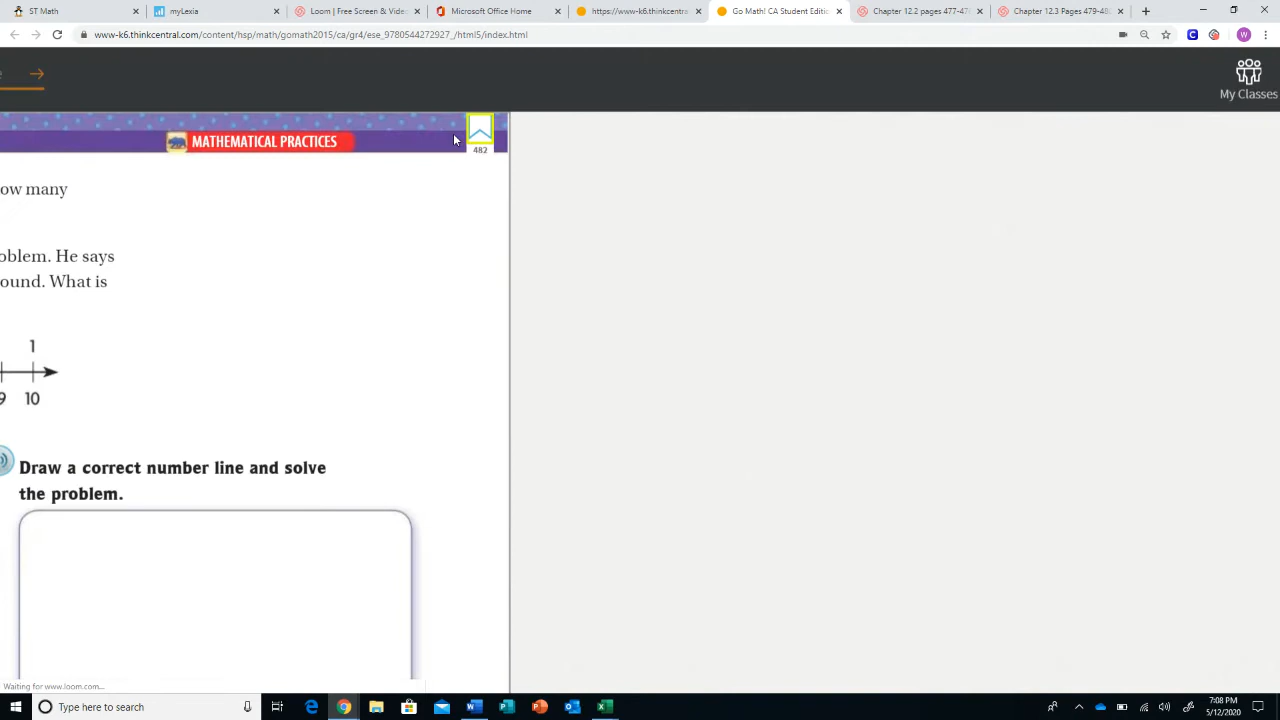 ST Math
myLexia
Loom | Free Screen & Video
Microsoft Office Home
https://www-k6.thinkcentral.com/
Go Math! CA Student Editi
Chapter 12.2 pages 477-47
Chapter 12.3 Pages 479-48
www-k6.thinkcentral.com/content/hsp/math/gomath2015/ca/gr4/ese_9780544272927_/html5/index.html
W
My Classes
MATHEMATICAL PRACTICES
482
ow many
oblem. He says
ound. What is
1
9 10
Draw a correct number line and solve
the problem.
Waiting for www.loom.com...
Type here to search
7:08 PM
5/12/2020